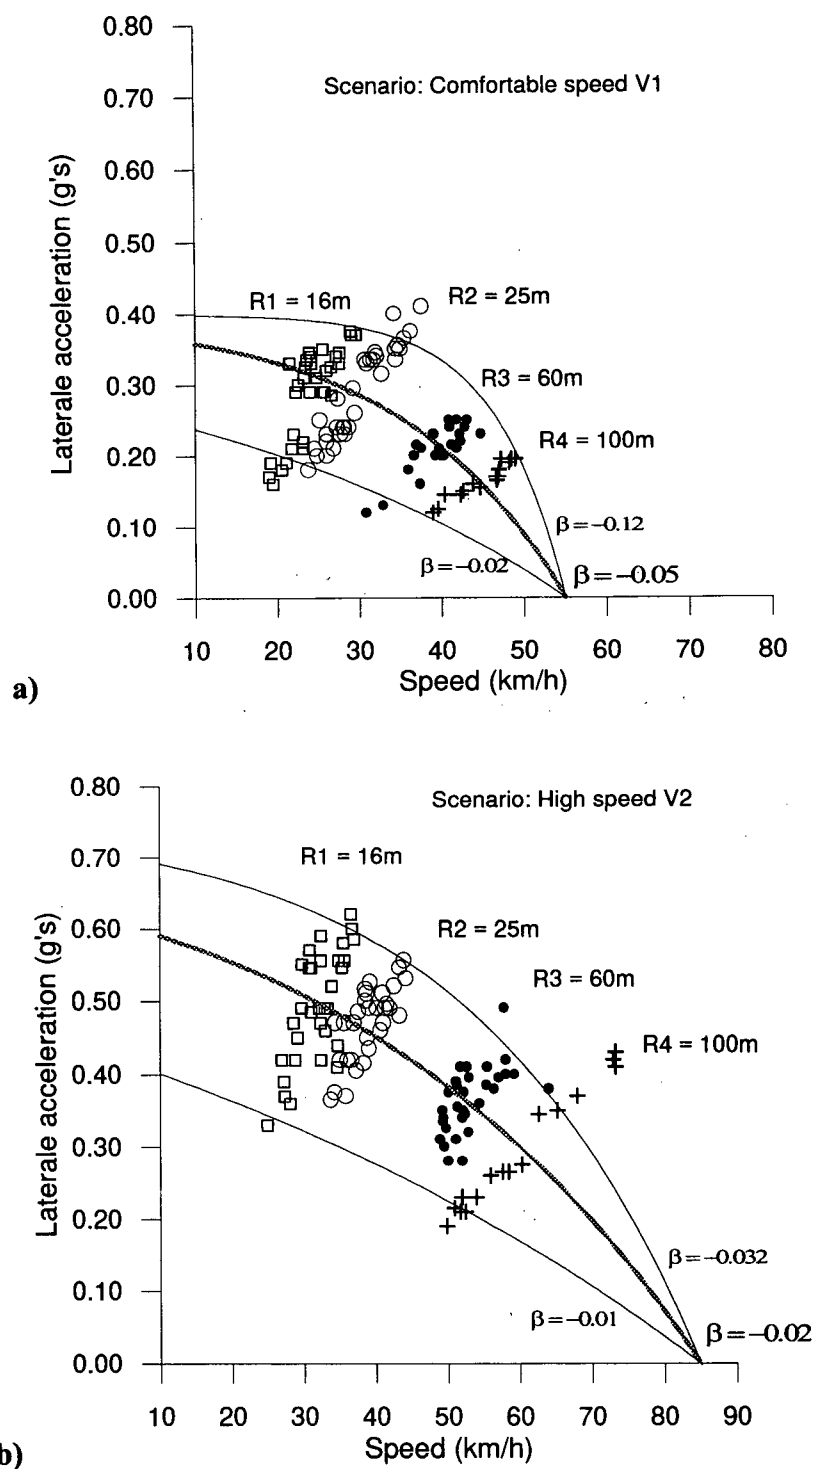 0.80
Scenario: Comfortable speed V1
0.70
0.60
0.50
0.40
0.30
0.20
0.10
0.00
Laterale acceleration (g's)
R1 = 16m
R2 = 25m
R3 = 60m
R4 = 100m
β=-0.12
β=-0.02
β=-0.05
10 20 30 40 50 60 70 80
Speed (km/h)
a)
0.80
Scenario: High speed V2
0.70
0.60
0.50
0.40
0.30
0.20
0.10
0.00
Laterale acceleration (g's)
R1 = 16m
R2 = 25m
R3 = 60m
R4 = 100m
β=-0.032
β=-0.01
β=-0.02
10 20 30 40 50 60 70 80 90
Speed (km/h)
b)